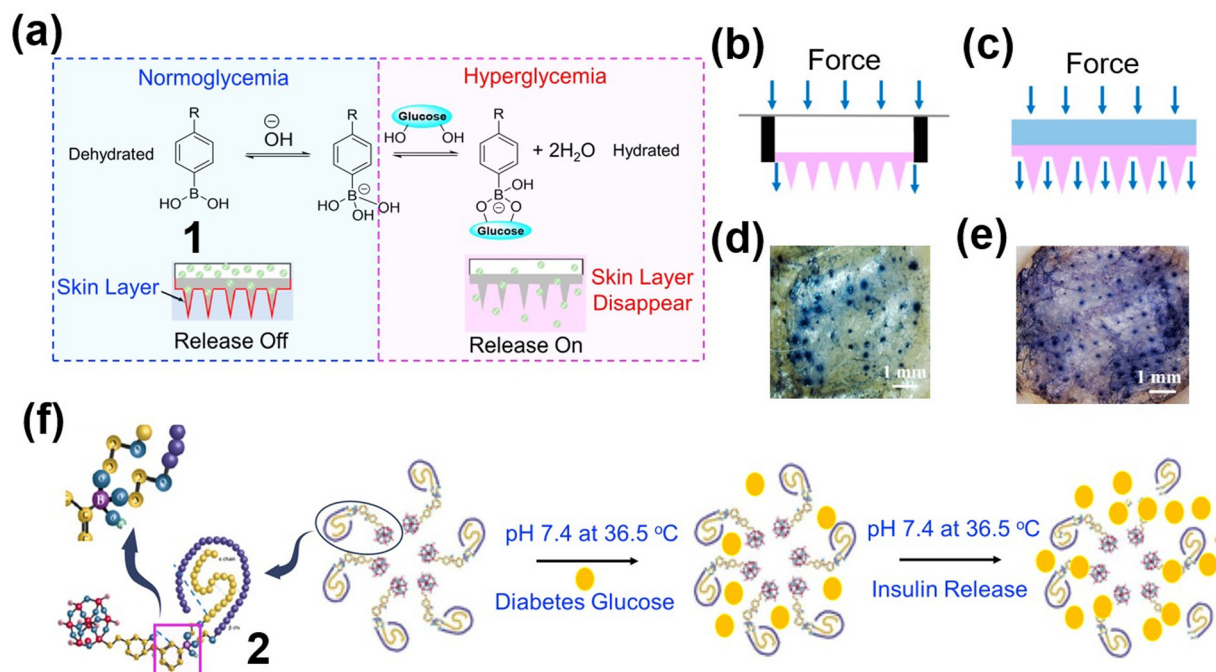 (a)
Normoglycemia
Hyperglycemia
R
Dehydrated
HO
B
OH
1
⊖
OH
R
B
⊖
OH
HO
OH
Glucose
HO
OH
R
OH
B
⊖
O
O
Glucose
+ 2H₂O
Hydrated
Skin Layer
Release Off
Skin Layer
Disappear
Release On
(b)
Force
(c)
Force
(d)
1 mm
(e)
1 mm
(f)
B
C
2
pH 7.4 at 36.5 °C
Diabetes Glucose
pH 7.4 at 36.5 °C
Insulin Release